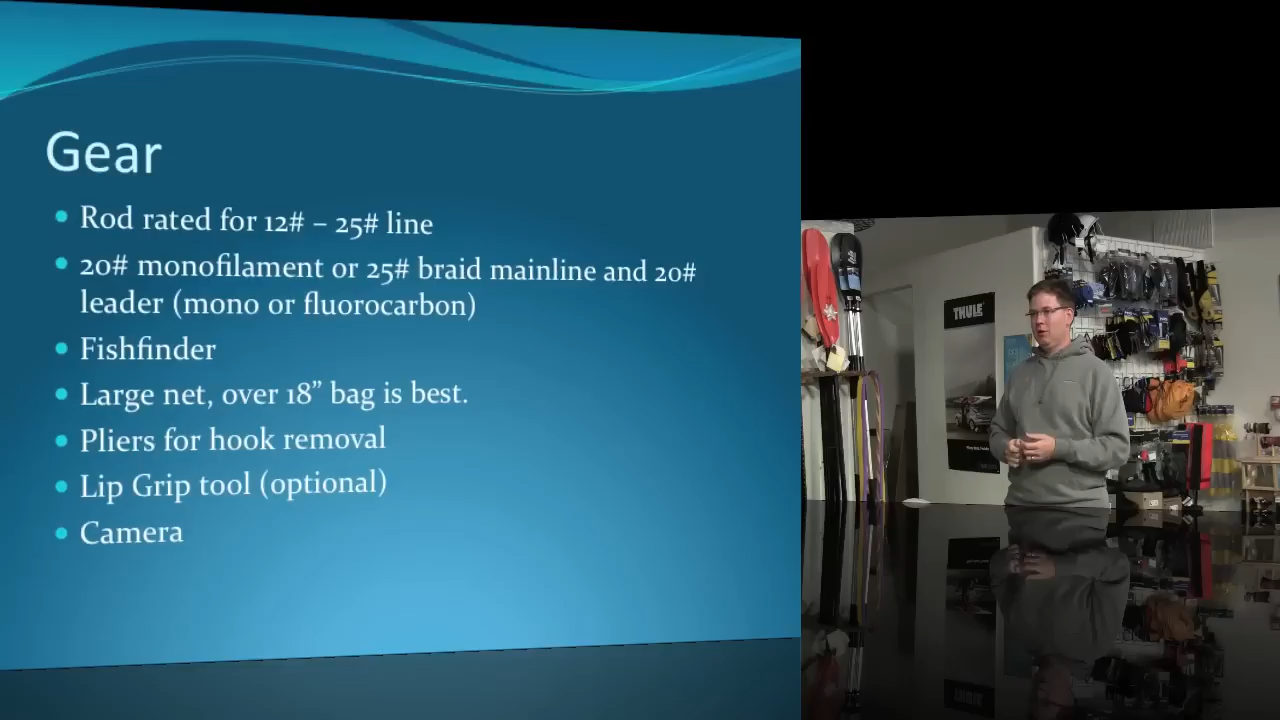 Gear
Rod rated for 12# – 25# line
20# monofilament or 25# braid mainline and 20#
leader (mono or fluorocarbon)
Fishfinder
Large net, over 18” bag is best.
Pliers for hook removal
Lip Grip tool (optional)
Camera
THULE